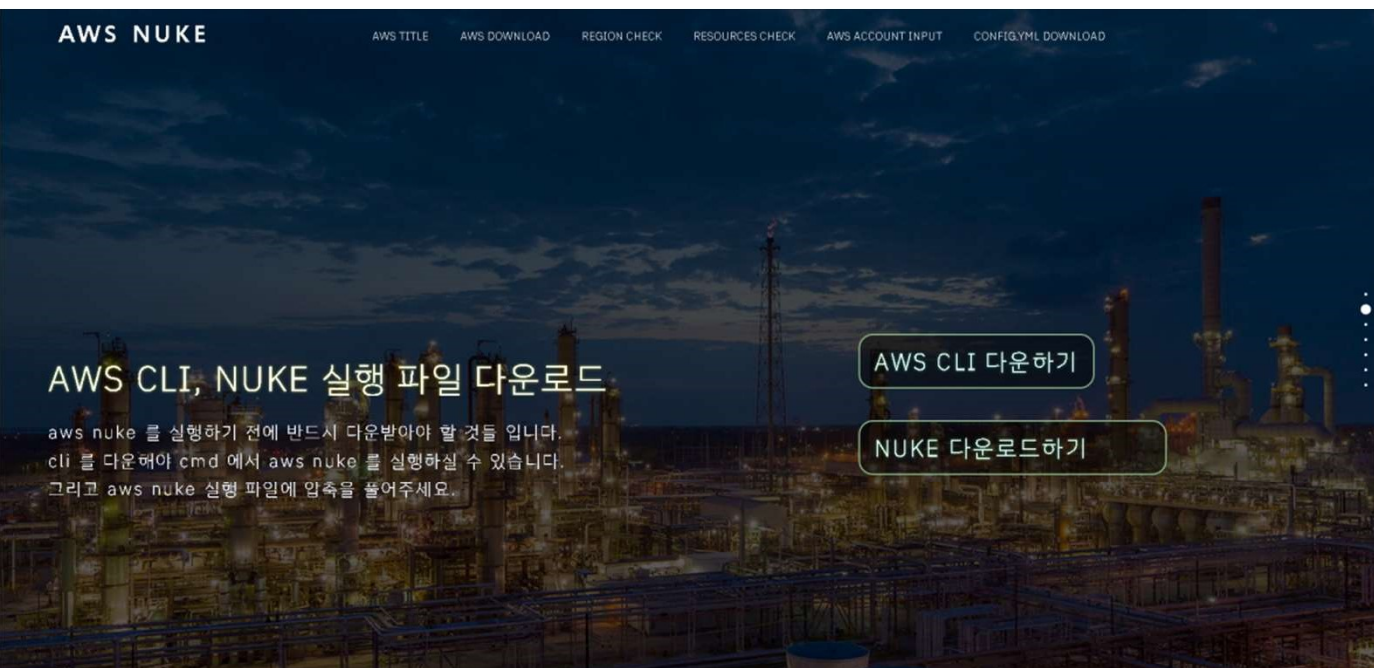 AWS NUKE
AWS TITLE
AWS DOWNLOAD
REGION CHECK
RESOURCES CHECK
AWS ACCOUNT INPUT
CONFIG.YML DOWNLOAD
AWS CLI, NUKE 실행 파일 다운로드
aws nuke 를 실행하기 전에 반드시 다운받아야 할 것들 입니다.
cli 를 다운해야 cmd 에서 aws nuke 를 실행하실 수 있습니다.
그리고 aws nuke 실행 파일에 압축을 풀어주세요.
AWS CLI 다운하기
NUKE 다운로드하기